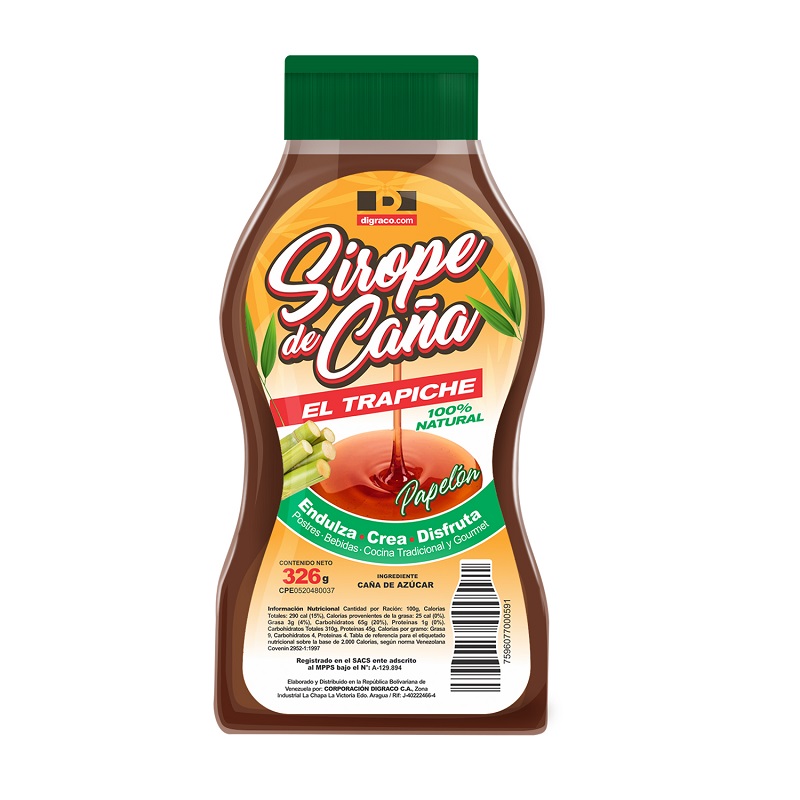 D
digraco.com
Sirope
de Caña
EL TRAPICHE
100%
NATURAL
Papelón
Endulza · Crea · Disfruta
Postres · Bebidas · Cocina Tradicional y Gourmet
CONTENIDO NETO
326g
CPE0520480037
INGREDIENTE
CAÑA DE AZÚCAR
Información Nutricional Cantidad por Ración: 100g, Calorías
Totales: 290 cal (15%), Calorías provenientes de la grasa: 25 cal (0%),
Grasa 3g (4%), Carbohidratos 65g (20%), Proteinas 1g (0%).
Carbohidratos Totales 310g, Proteinas 45g, Calorías por gramo: Grasa
9, Carbohidratos 4, Proteinas 4. Tabla de referencia para el etiquetado
nutricional sobre la base de 2.000 Calorías, según norma Venezolana
Covenin 2952-1:1997
Registrado en el SACS ente adscrito
al MPPS bajo el N°: A-129.894
Elaborado y Distribuido en la República Bolivariana de
Venezuela por: CORPORACIÓN DIGRACO C.A., Zona
Industrial La Chapa La Victoria Edo. Aragua / Rif: J-40222466-4
7596077000591